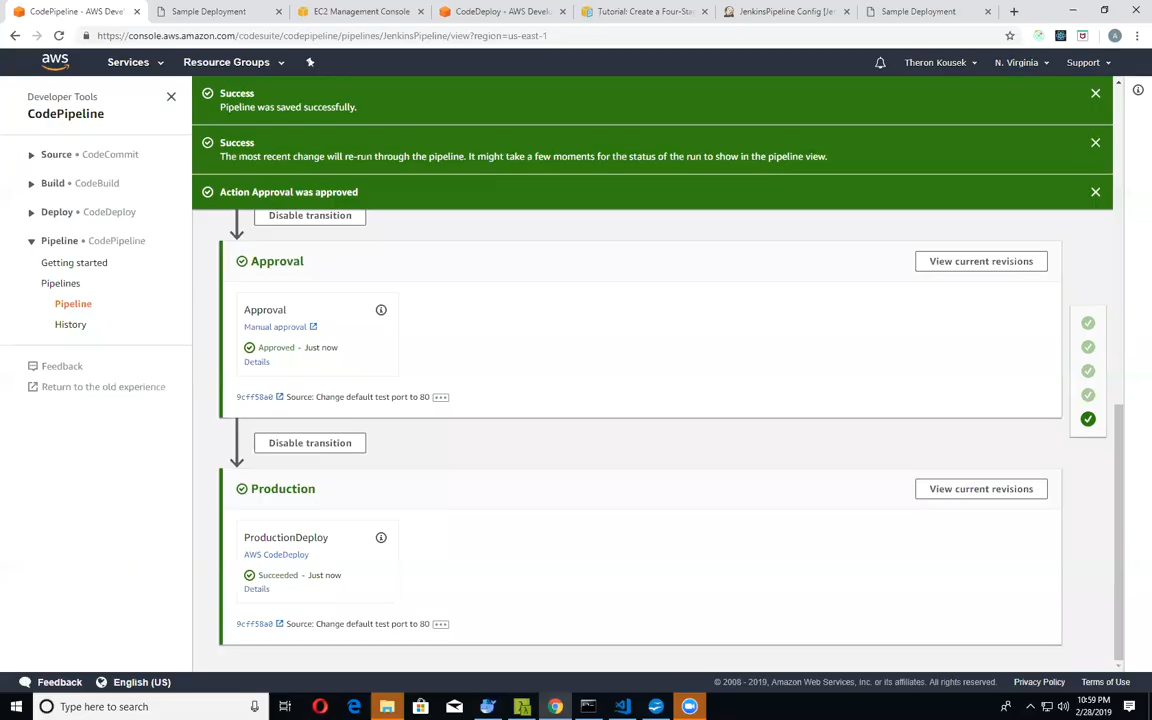 CodePipeline - AWS Devel
Sample Deployment
EC2 Management Console
CodeDeploy - AWS Develo
Tutorial: Create a Four-Stag
JenkinsPipeline Config [Jen
Sample Deployment
https://console.aws.amazon.com/codesuite/codepipeline/pipelines/JenkinsPipeline/view?region=us-east-1
aws
Services
Resource Groups
Theron Kousek
N. Virginia
Support
Developer Tools
CodePipeline
Source • CodeCommit
Build • CodeBuild
Deploy • CodeDeploy
Pipeline • CodePipeline
Getting started
Pipelines
Pipeline
History
Feedback
Return to the old experience
Success
Pipeline was saved successfully.
Success
The most recent change will re-run through the pipeline. It might take a few moments for the status of the run to show in the pipeline view.
Action Approval was approved
Disable transition
Approval
View current revisions
Approval
Manual approval
Approved - Just now
Details
9cff58a0 Source: Change default test port to 80
Disable transition
Production
View current revisions
ProductionDeploy
AWS CodeDeploy
Succeeded - Just now
Details
9cff58a0 Source: Change default test port to 80
Feedback
English (US)
© 2008 - 2019, Amazon Web Services, Inc. or its affiliates. All rights reserved.
Privacy Policy
Terms of Use
Type here to search
10:59 PM
2/28/2019